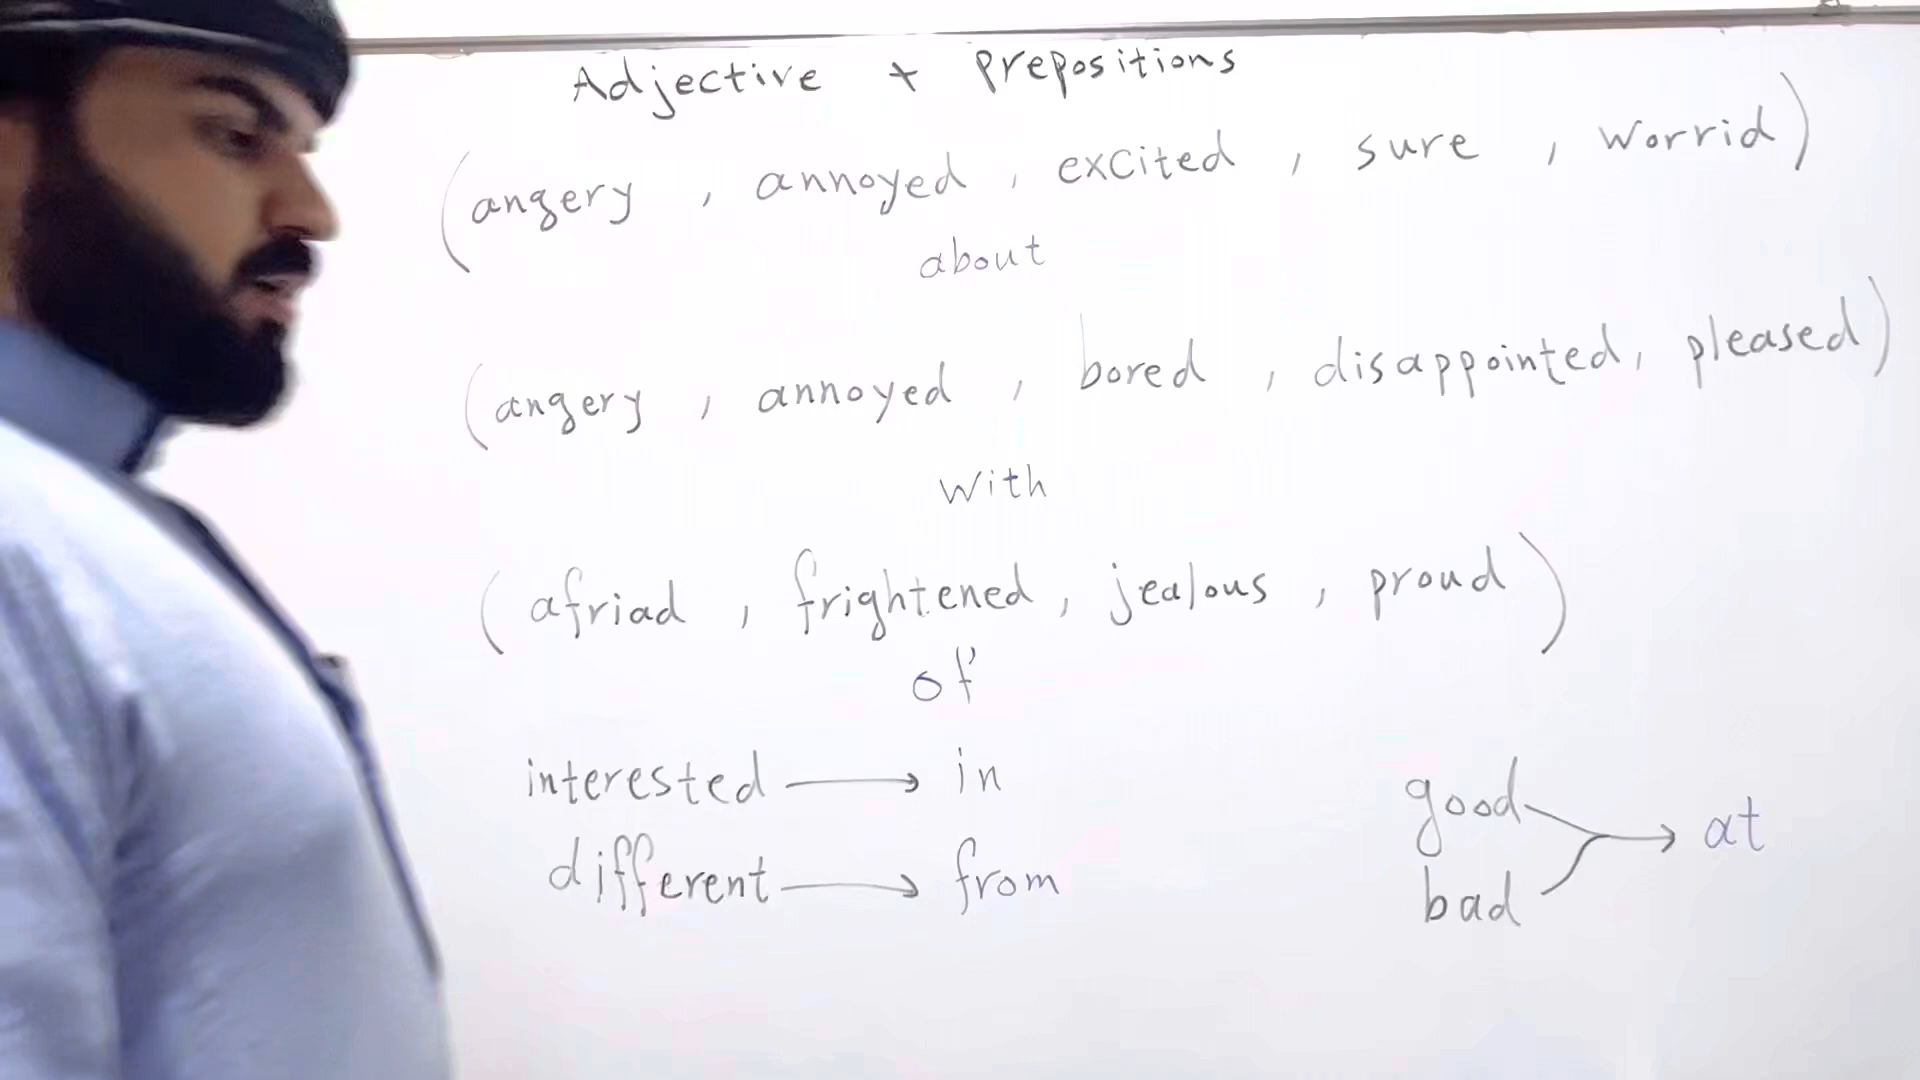 Adjective + prepositions
(angery , annoyed , excited , sure , worrid)
about
(angery , annoyed , bored , disappointed, pleased)
with
(afriad , frightened, jealous , proud)
of
interested → in
different → from
good
bad → at